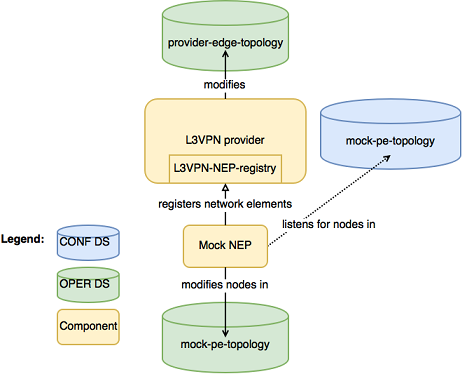 provider-edge-topology
modifies
L3VPN provider
L3VPN-NEP-registry
mock-pe-topology
registers network elements
listens for nodes in
Legend:
CONF DS
Mock NEP
OPER DS
modifies nodes in
Component
mock-pe-topology